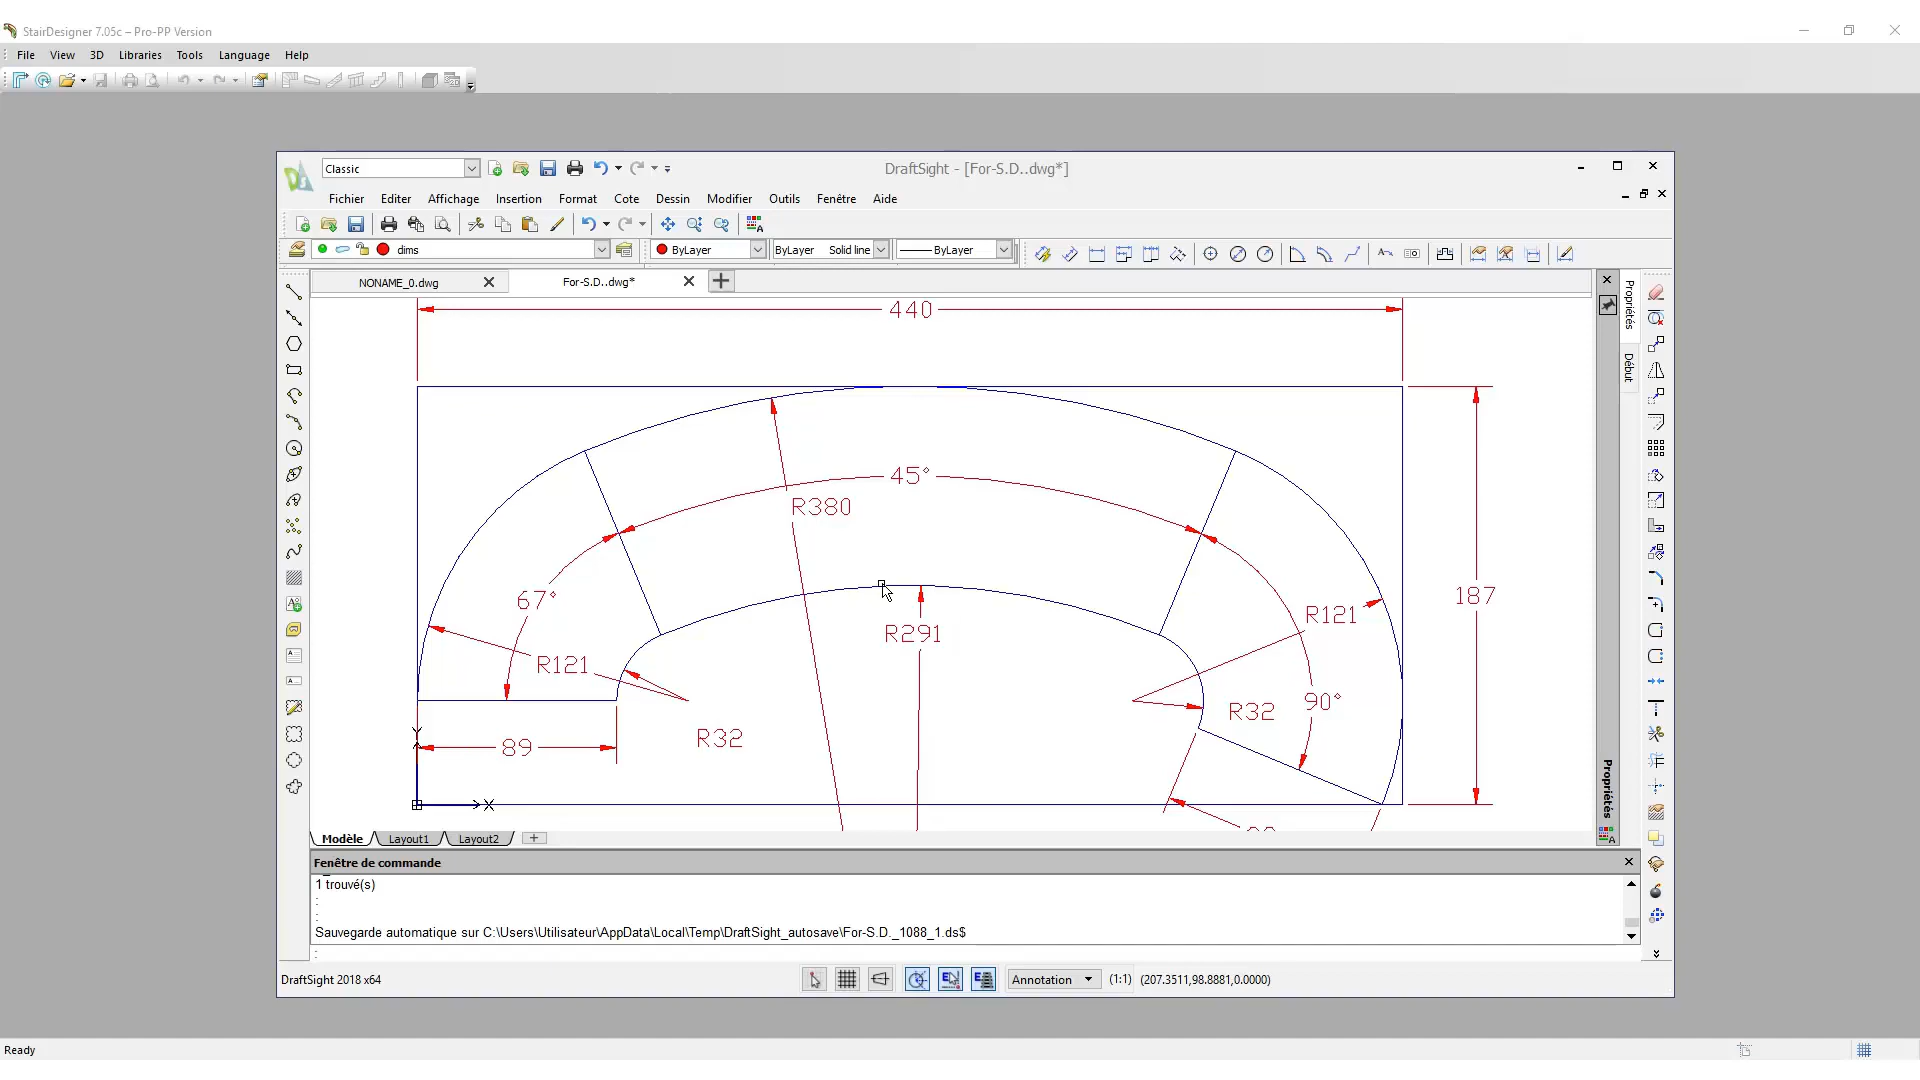 StairDesigner 7.05c – Pro-PP Version
File View 3D Libraries Tools Language Help
Classic
DraftSight - [For-S.D..dwg*]
Fichier Editer Affichage Insertion Format Cote Dessin Modifier Outils Fenêtre Aide
dims ByLayer ByLayer Solid line ByLayer
NONAME_0.dwg For-S.D..dwg*
Propriétés
Début
440
45°
R380
67°
187
R121
R291
R121
90°
R32
R32
89
Y
X
Propriétés
Modèle Layout1 Layout2
Fenêtre de commande
1 trouvé(s)
:
:
Sauvegarde automatique sur C:\Users\Utilisateur\AppData\Local\Temp\DraftSight_autosave\For-S.D._1088_1.ds$
:
DraftSight 2018 x64
Annotation (1:1) (207.3511,98.8881,0.0000)
Ready